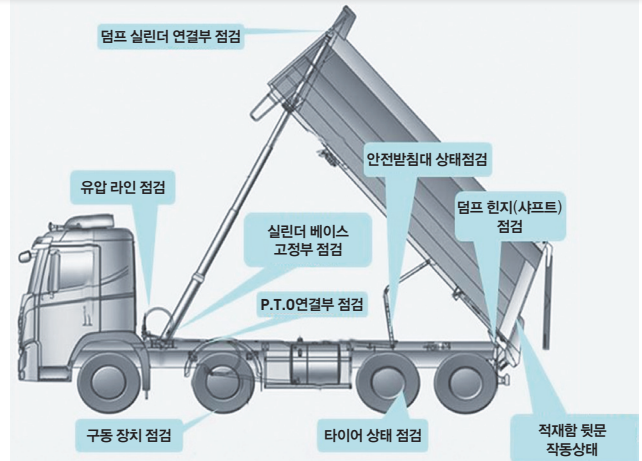 덤프 실린더 연결부 점검
안전받침대 상태점검
유압 라인 점검
덤프 힌지(샤프트)
점검
실린더 베이스
고정부 점검
P.T.O연결부 점검
구동 장치 점검
타이어 상태 점검
적재함 뒷문
작동상태